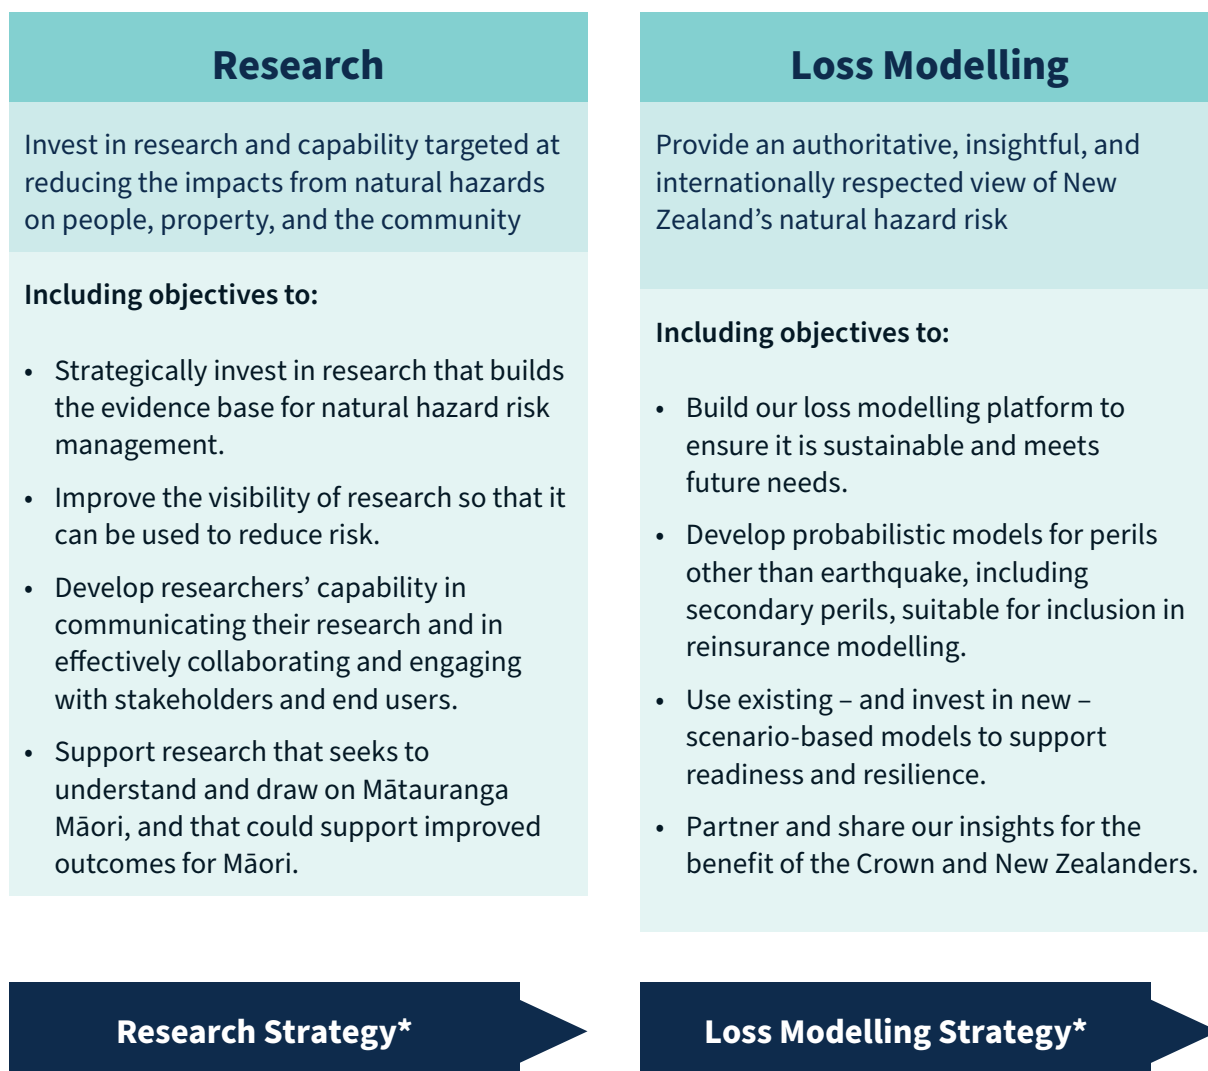 Research
Invest in research and capability targeted at
reducing the impacts from natural hazards
on people, property, and the community
Including objectives to:
• Strategically invest in research that builds
the evidence base for natural hazard risk
management.
• Improve the visibility of research so that it
can be used to reduce risk.
• Develop researchers’ capability in
communicating their research and in
effectively collaborating and engaging
with stakeholders and end users.
• Support research that seeks to
understand and draw on Mātauranga
Māori, and that could support improved
outcomes for Māori.
Research Strategy*
Loss Modelling
Provide an authoritative, insightful, and
internationally respected view of New
Zealand’s natural hazard risk
Including objectives to:
• Build our loss modelling platform to
ensure it is sustainable and meets
future needs.
• Develop probabilistic models for perils
other than earthquake, including
secondary perils, suitable for inclusion in
reinsurance modelling.
• Use existing – and invest in new –
scenario-based models to support
readiness and resilience.
• Partner and share our insights for the
benefit of the Crown and New Zealanders.
Loss Modelling Strategy*